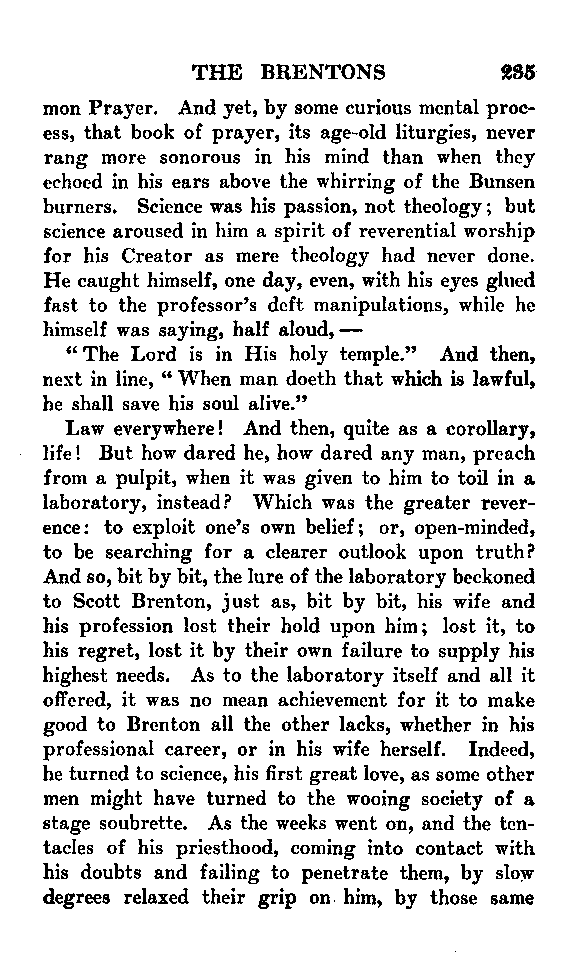 THE BRENTONS 235
mon Prayer. And yet, by some curious mental proc-
ess, that book of prayer, its age-old liturgies, never
rang more sonorous in his mind than when they
echoed in his ears above the whirring of the Bunsen
burners. Science was his passion, not theology; but
science aroused in him a spirit of reverential worship
for his Creator as mere theology had never done.
He caught himself, one day, even, with his eyes glued
fast to the professor's deft manipulations, while he
himself was saying, half aloud, —
"The Lord is in His holy temple." And then,
next in line, "When man doeth that which is lawful,
he shall save his soul alive."
Law everywhere! And then, quite as a corollary,
life! But how dared he, how dared any man, preach
from a pulpit, when it was given to him to toil in a
laboratory, instead? Which was the greater rever-
ence: to exploit one's own belief; or, open-minded,
to be searching for a clearer outlook upon truth?
And so, bit by bit, the lure of the laboratory beckoned
to Scott Brenton, just as, bit by bit, his wife and
his profession lost their hold upon him; lost it, to
his regret, lost it by their own failure to supply his
highest needs. As to the laboratory itself and all it
offered, it was no mean achievement for it to make
good to Brenton all the other lacks, whether in his
professional career, or in his wife herself. Indeed,
he turned to science, his first great love, as some other
men might have turned to the wooing society of a
stage soubrette. As the weeks went on, and the ten-
tacles of his priesthood, coming into contact with
his doubts and failing to penetrate them, by slow
degrees relaxed their grip on him, by those same